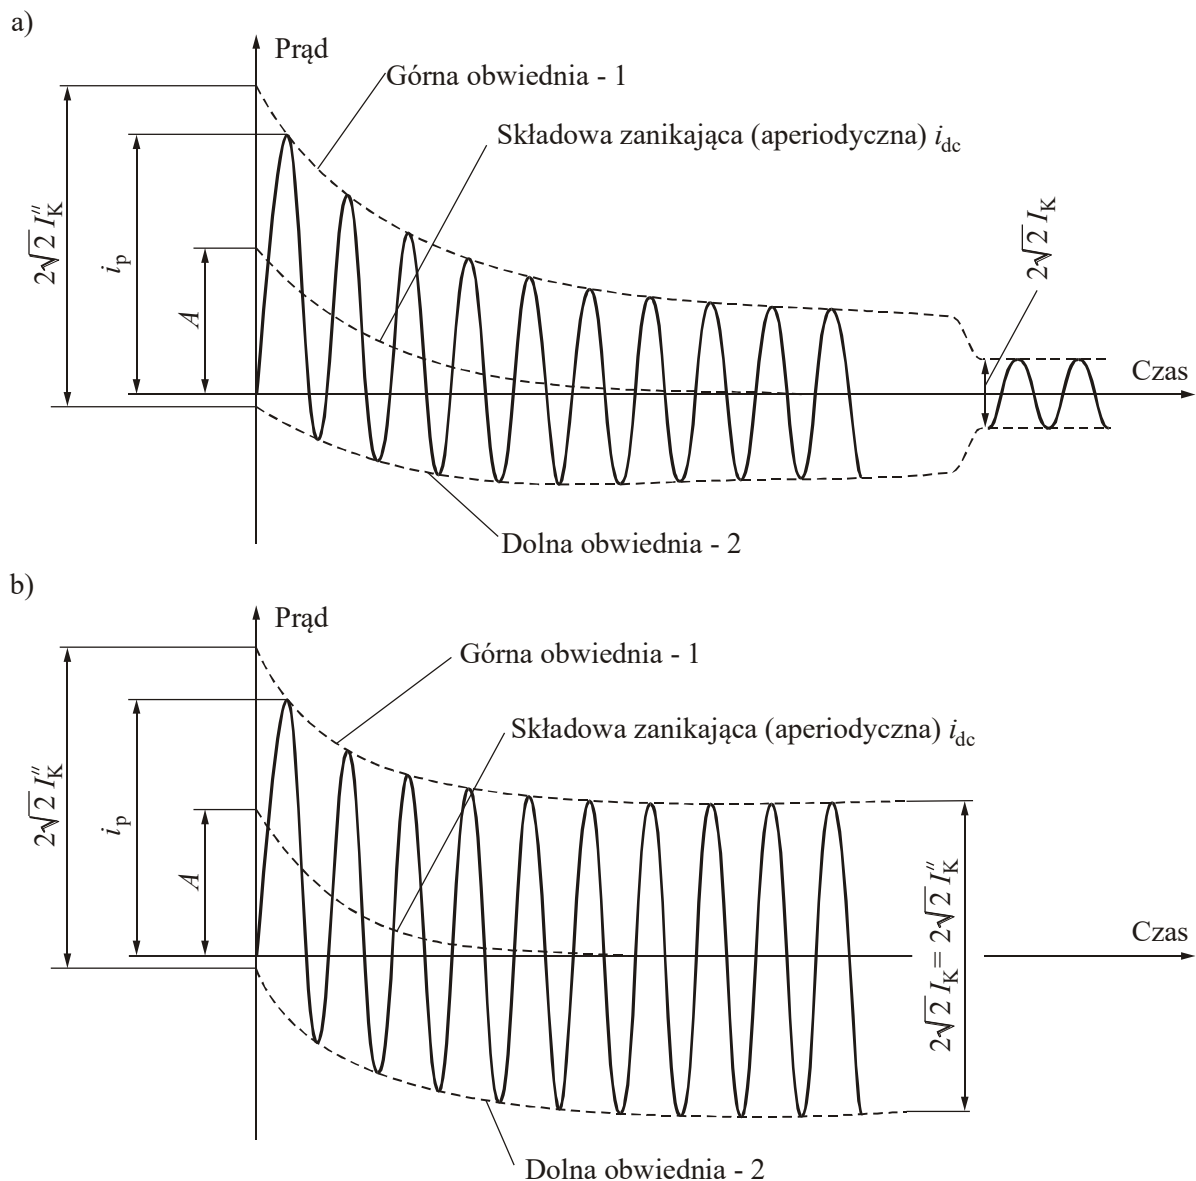 a)
Prąd
Górna obwiednia - 1
Składowa zanikająca (aperiodyczna) i_dc
2√2 I″_K
i_p
A
2√2 I_K
Czas
Dolna obwiednia - 2
b)
Prąd
Górna obwiednia - 1
Składowa zanikająca (aperiodyczna) i_dc
2√2 I″_K
i_p
A
2√2 I_K = 2√2 I″_K
Czas
Dolna obwiednia - 2